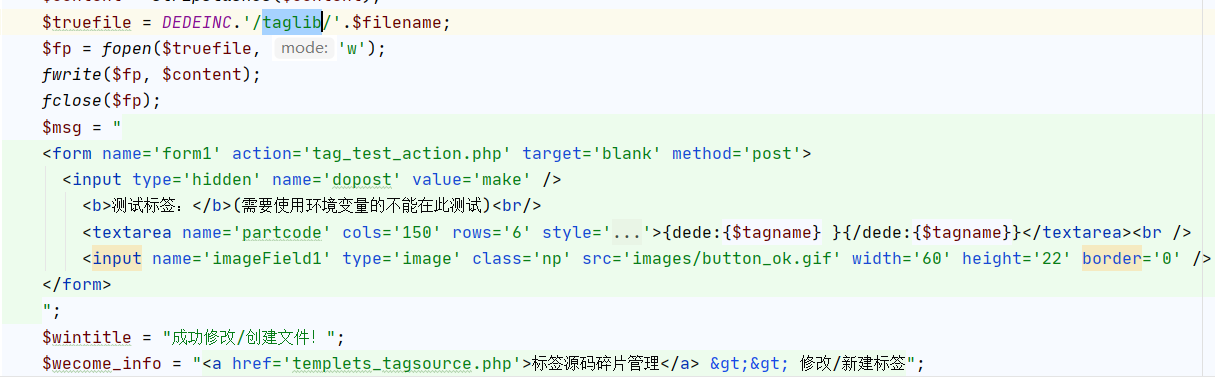 $truefile = DEDEINC.'/taglib/'.$filename;
$fp = fopen($truefile, mode: 'w');
fwrite($fp, $content);
fclose($fp);
$msg = "
<form name='form1' action='tag_test_action.php' target='blank' method='post'>
<input type='hidden' name='dopost' value='make' />
<b>测试标签：</b>(需要使用环境变量的不能在此测试)<br/>
<textarea name='partcode' cols='150' rows='6' style='...'>{dede:{$tagname} }{/dede:{$tagname}}</textarea><br />
<input name='imageField1' type='image' class='np' src='images/button_ok.gif' width='60' height='22' border='0' />
</form>
";
$wintitle = "成功修改/创建文件！";
$wecome_info = "<a href='templets_tagsource.php'>标签源码碎片管理</a> &gt;&gt; 修改/新建标签";